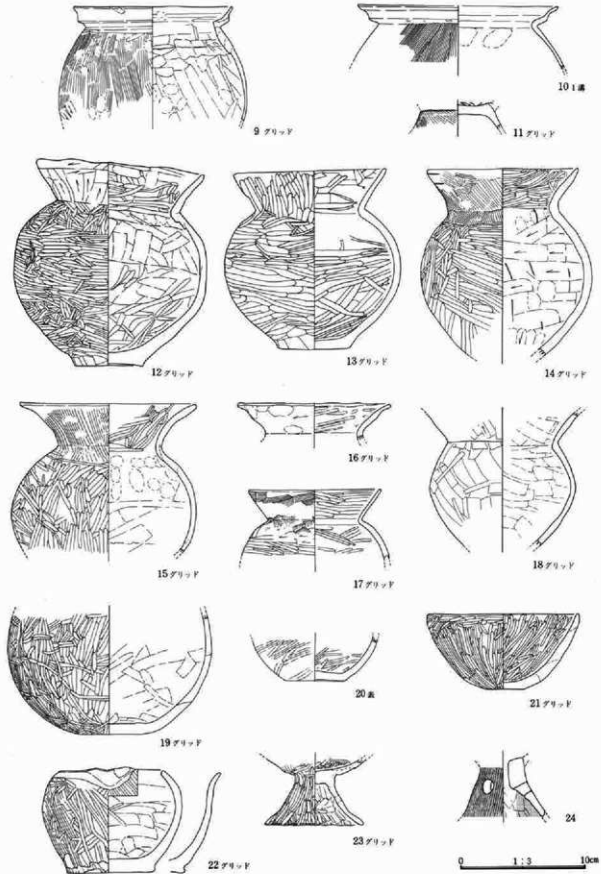 9 グリッド
10 1溝
11 グリッド
12 グリッド
13 グリッド
14 グリッド
15 グリッド
16 グリッド
17 グリッド
18 グリッド
19 グリッド
20 表
21 グリッド
22 グリッド
23 グリッド
24
0 1:3 10cm